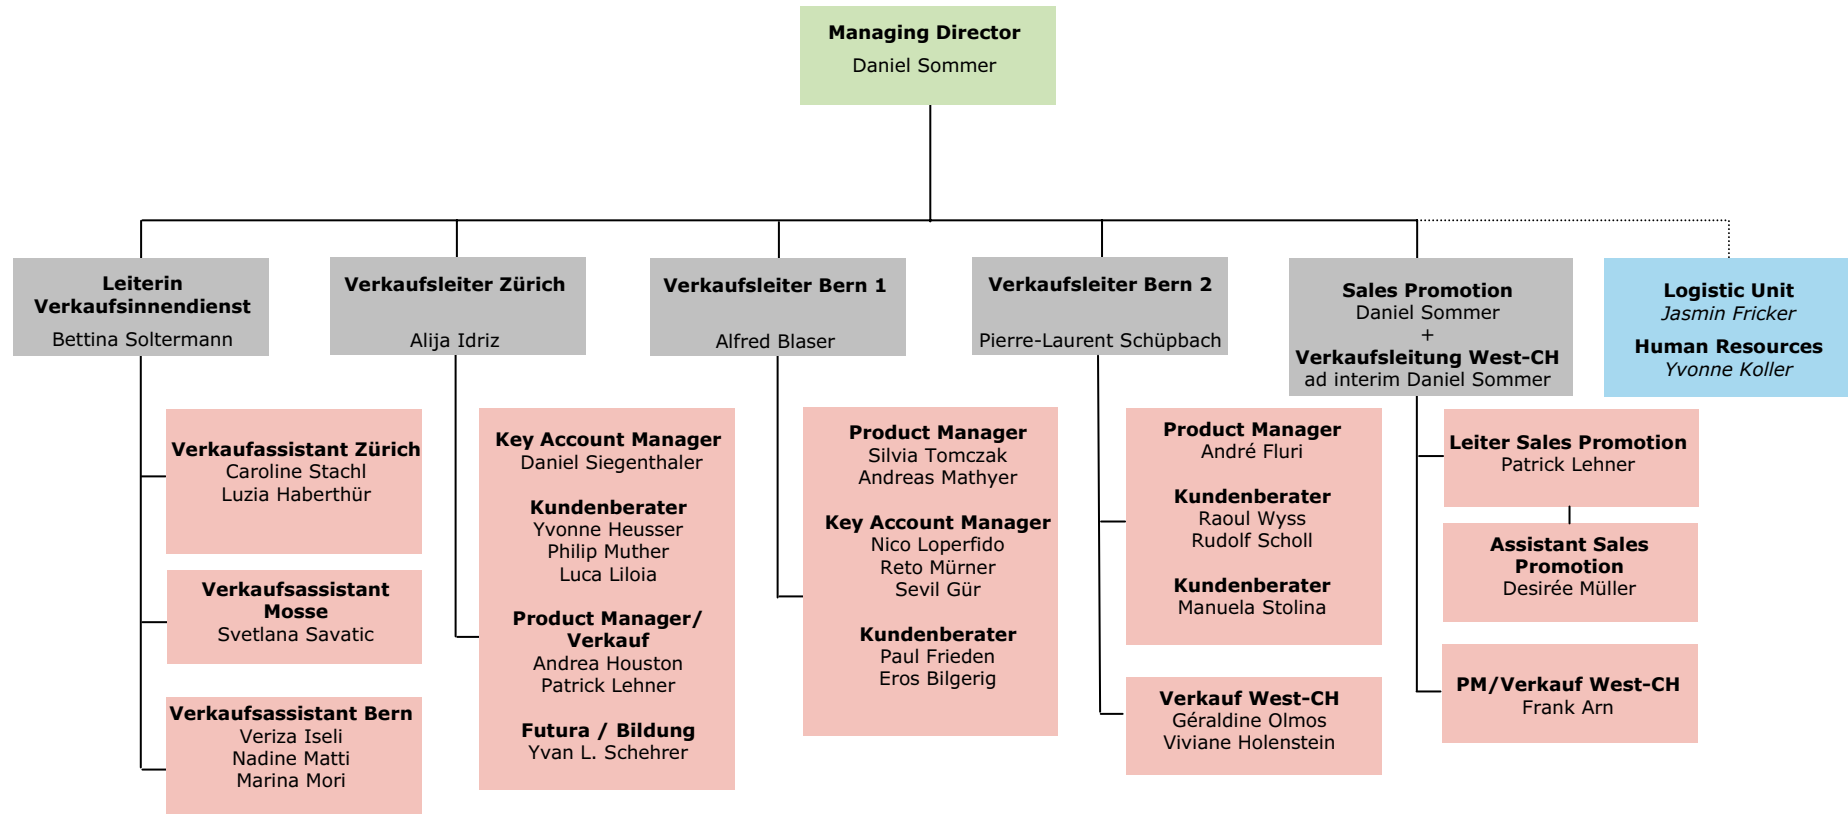 Managing Director
Daniel Sommer
Leiterin
Verkaufsinnendienst
Bettina Soltermann
Verkaufsleiter Zürich
Alija Idriz
Verkaufsleiter Bern 1
Alfred Blaser
Verkaufsleiter Bern 2
Pierre-Laurent Schüpbach
Sales Promotion
Daniel Sommer
+
Verkaufsleitung West-CH
ad interim Daniel Sommer
Logistic Unit
Jasmin Fricker
Human Resources
Yvonne Koller
Verkaufassistant Zürich
Caroline Stachl
Luzia Haberthür
Verkaufsassistant
Mosse
Svetlana Savatic
Verkaufsassistant Bern
Veriza Iseli
Nadine Matti
Marina Mori
Key Account Manager
Daniel Siegenthaler
Kundenberater
Yvonne Heusser
Philip Muther
Luca Liloia
Product Manager/
Verkauf
Andrea Houston
Patrick Lehner
Futura / Bildung
Yvan L. Schehrer
Product Manager
Silvia Tomczak
Andreas Mathyer
Key Account Manager
Nico Loperfido
Reto Mürner
Sevil Gür
Kundenberater
Paul Frieden
Eros Bilgerig
Product Manager
André Fluri
Kundenberater
Raoul Wyss
Rudolf Scholl
Kundenberater
Manuela Stolina
Verkauf West-CH
Géraldine Olmos
Viviane Holenstein
Leiter Sales Promotion
Patrick Lehner
Assistant Sales
Promotion
Desirée Müller
PM/Verkauf West-CH
Frank Arn